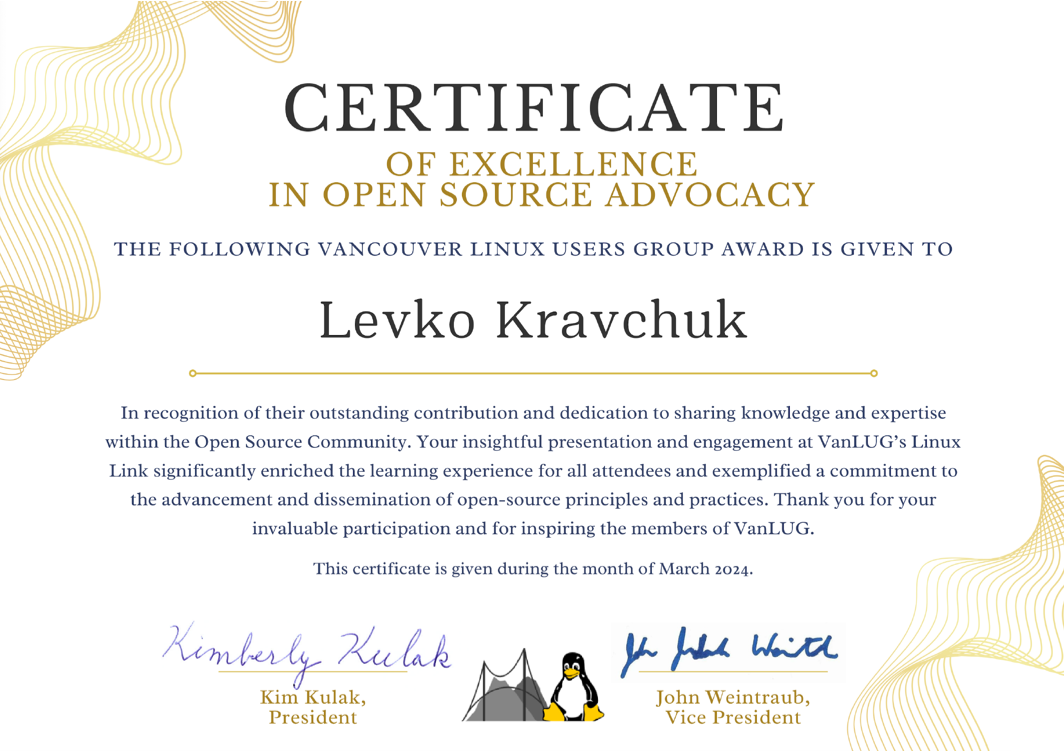 CERTIFICATE
OF EXCELLENCE
IN OPEN SOURCE ADVOCACY
THE FOLLOWING VANCOUVER LINUX USERS GROUP AWARD IS GIVEN TO
Levko Kravchuk
In recognition of their outstanding contribution and dedication to sharing knowledge and expertise
within the Open Source Community. Your insightful presentation and engagement at VanLUG's Linux
Link significantly enriched the learning experience for all attendees and exemplified a commitment to
the advancement and dissemination of open-source principles and practices. Thank you for your
invaluable participation and for inspiring the members of VanLUG.
This certificate is given during the month of March 2024.
Kimberly Kulak
Kim Kulak,
President
John Weintraub,
Vice President